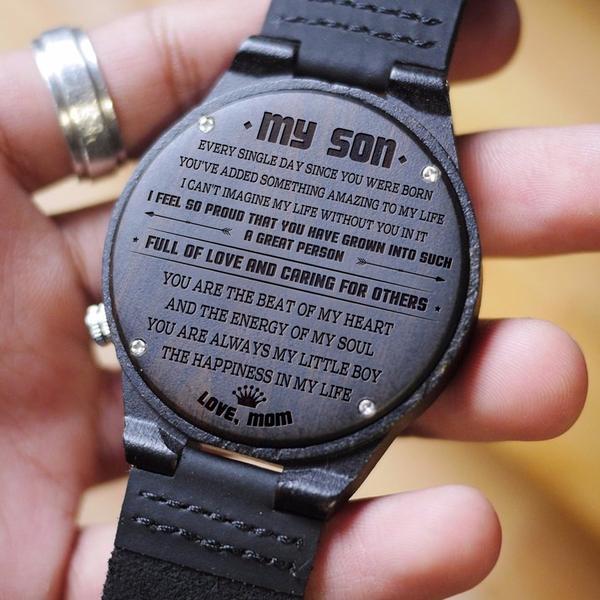 MY SON
EVERY SINGLE DAY SINCE YOU WERE BORN
YOU'VE ADDED SOMETHING AMAZING TO MY LIFE
I CAN'T IMAGINE MY LIFE WITHOUT YOU IN IT
I FEEL SO PROUD THAT YOU HAVE GROWN INTO SUCH
A GREAT PERSON
FULL OF LOVE AND CARING FOR OTHERS
YOU ARE THE BEAT OF MY HEART
AND THE ENERGY OF MY SOUL
YOU ARE ALWAYS MY LITTLE BOY
THE HAPPINESS IN MY LIFE
LOVE, MOM